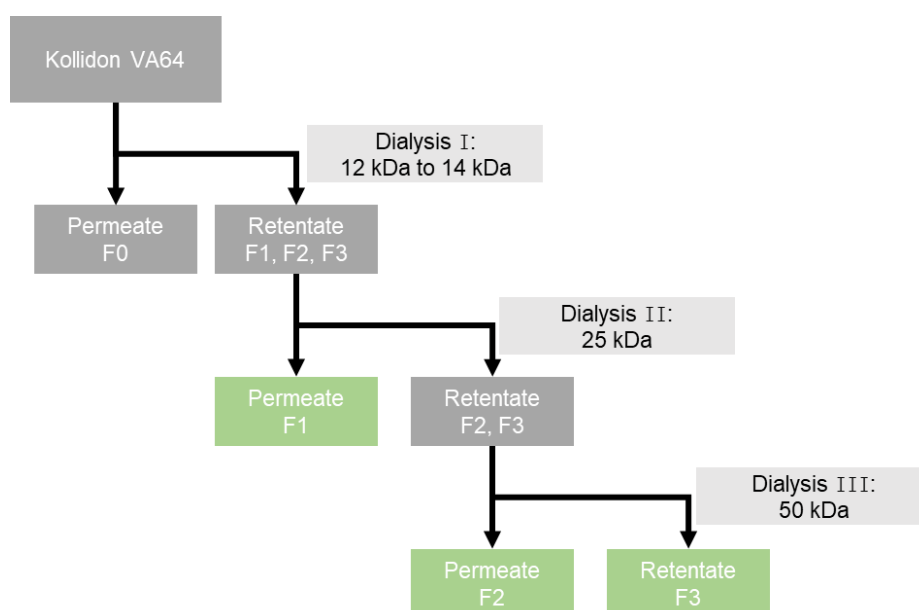 Kollidon VA64
Dialysis I:
12 kDa to 14 kDa
Permeate
F0
Retentate
F1, F2, F3
Dialysis II:
25 kDa
Permeate
F1
Retentate
F2, F3
Dialysis III:
50 kDa
Permeate
F2
Retentate
F3